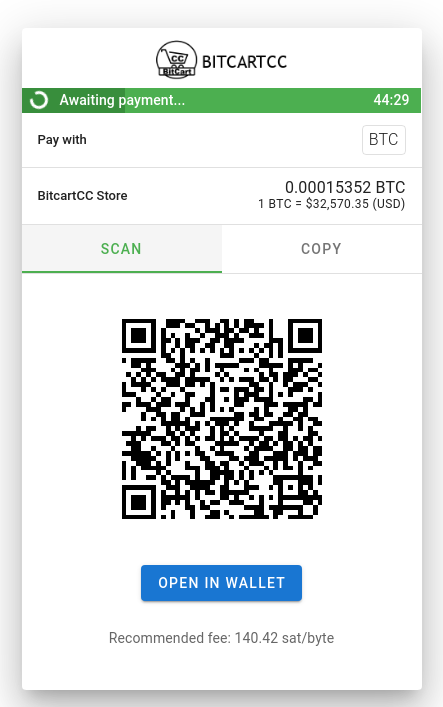 CC
BitCart
BITCARTCC
Awaiting payment... 44:29
Pay with BTC
0.00015352 BTC
BitcartCC Store
1 BTC = $32,570.35 (USD)
SCAN COPY
OPEN IN WALLET
Recommended fee: 140.42 sat/byte